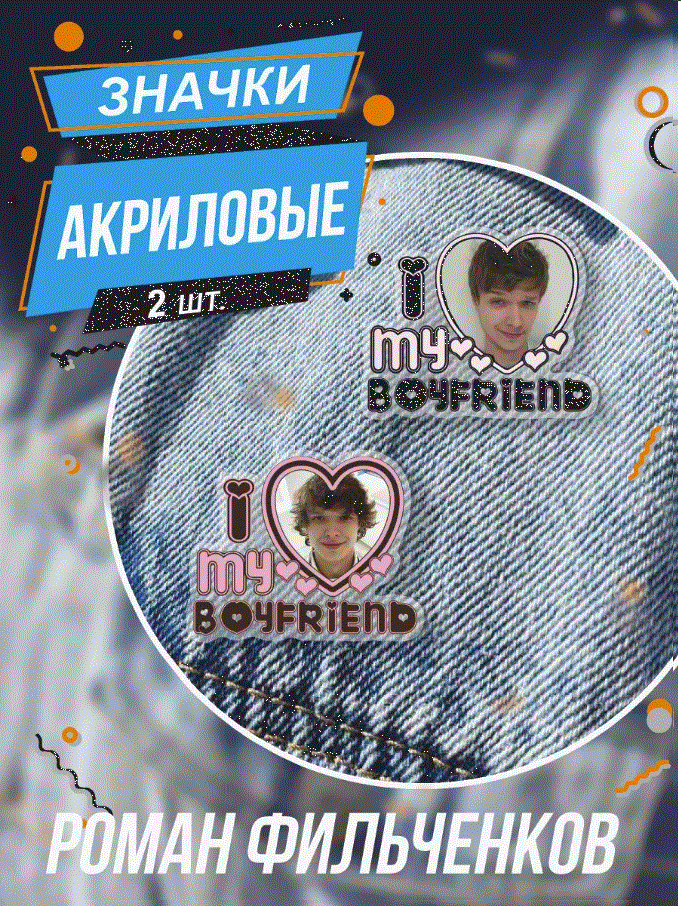 ЗНАЧКИ
АКРИЛОВЫЕ
2 шт.
I
my
BOYFRIEND
I
my
BOYFRIEND
РОМАН ФИЛЬЧЕНКОВ